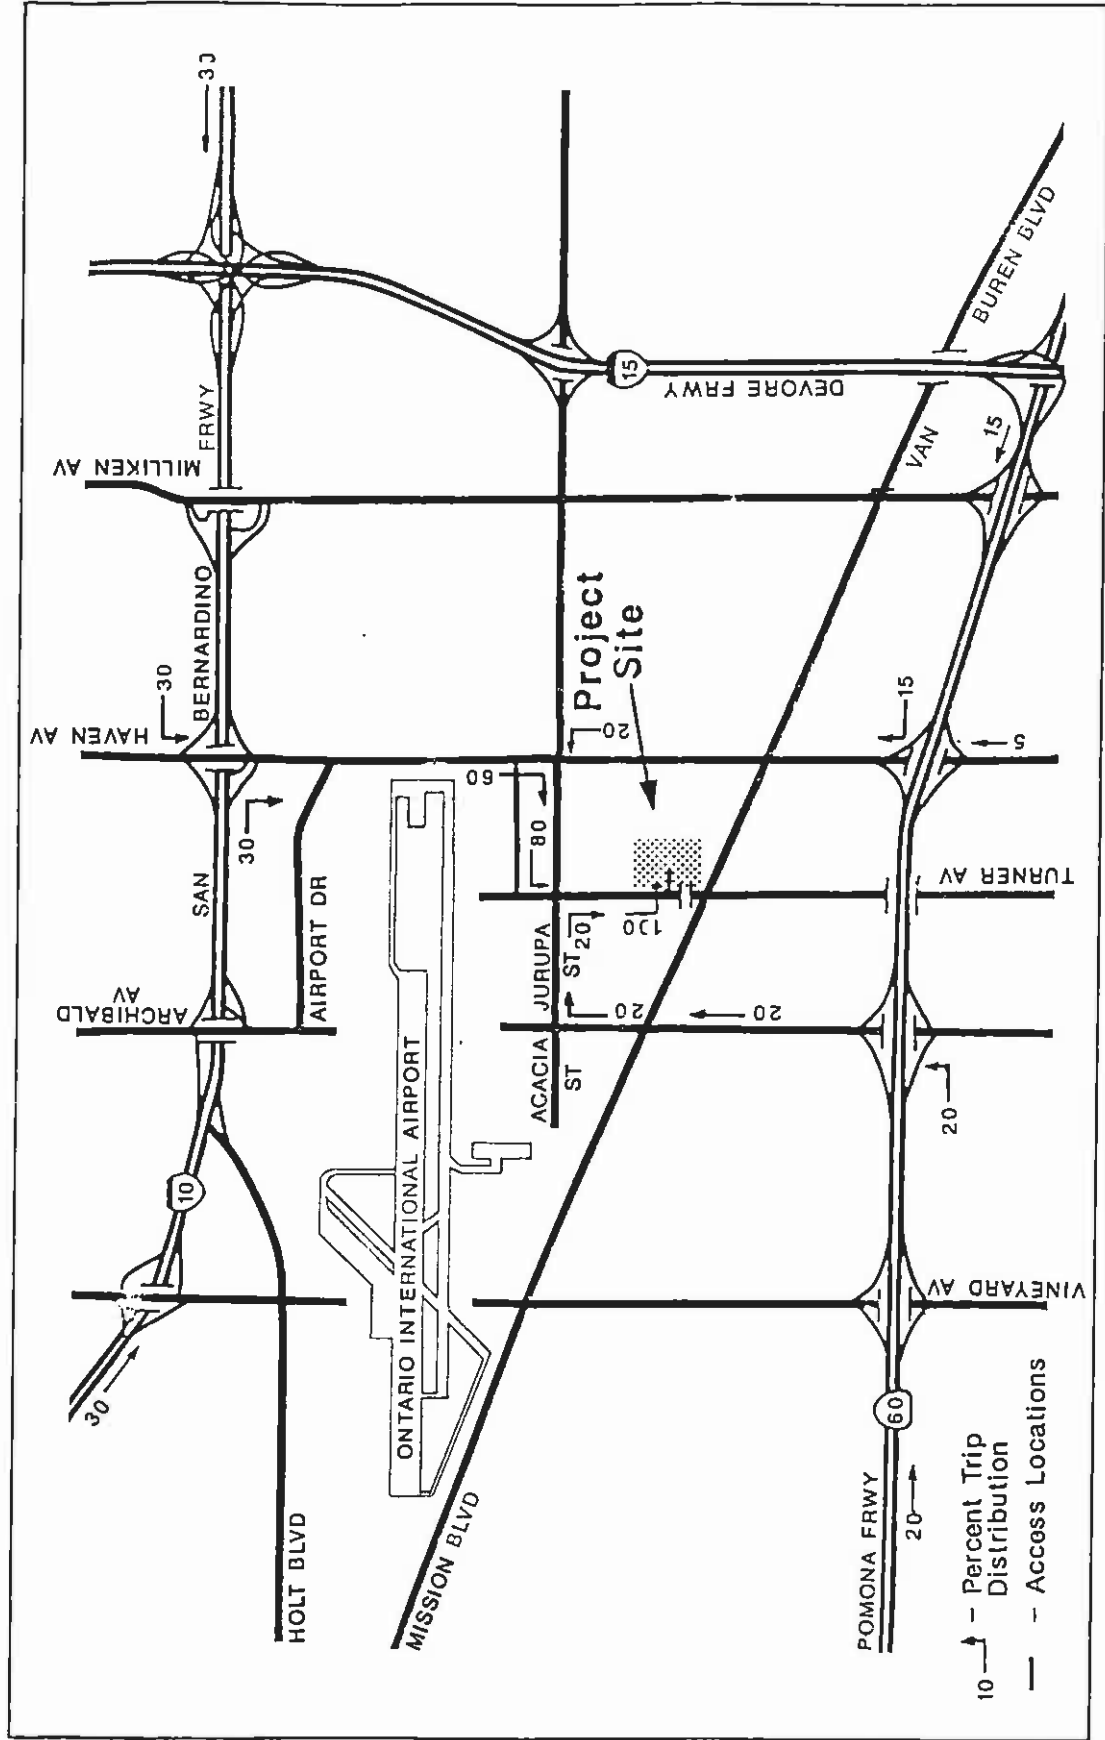 30
30
MILLIKEN AV
FRWY
BERNARDINO
30
HAVEN AV
30
SAN
AIRPORT DR
ARCHIBALD
AV
10
30
HOLT BLVD
ONTARIO INTERNATIONAL AIRPORT
MISSION BLVD
60
80
20
Project
Site
15
DEVORE FRWY
JURUPA
ST
20
ACACIA
ST
20
20
VAN
BUREN BLVD
15
15
5
TURNER AV
20
VINEYARD AV
60
POMONA FRWY
20
10 – Percent Trip
Distribution
– Access Locations